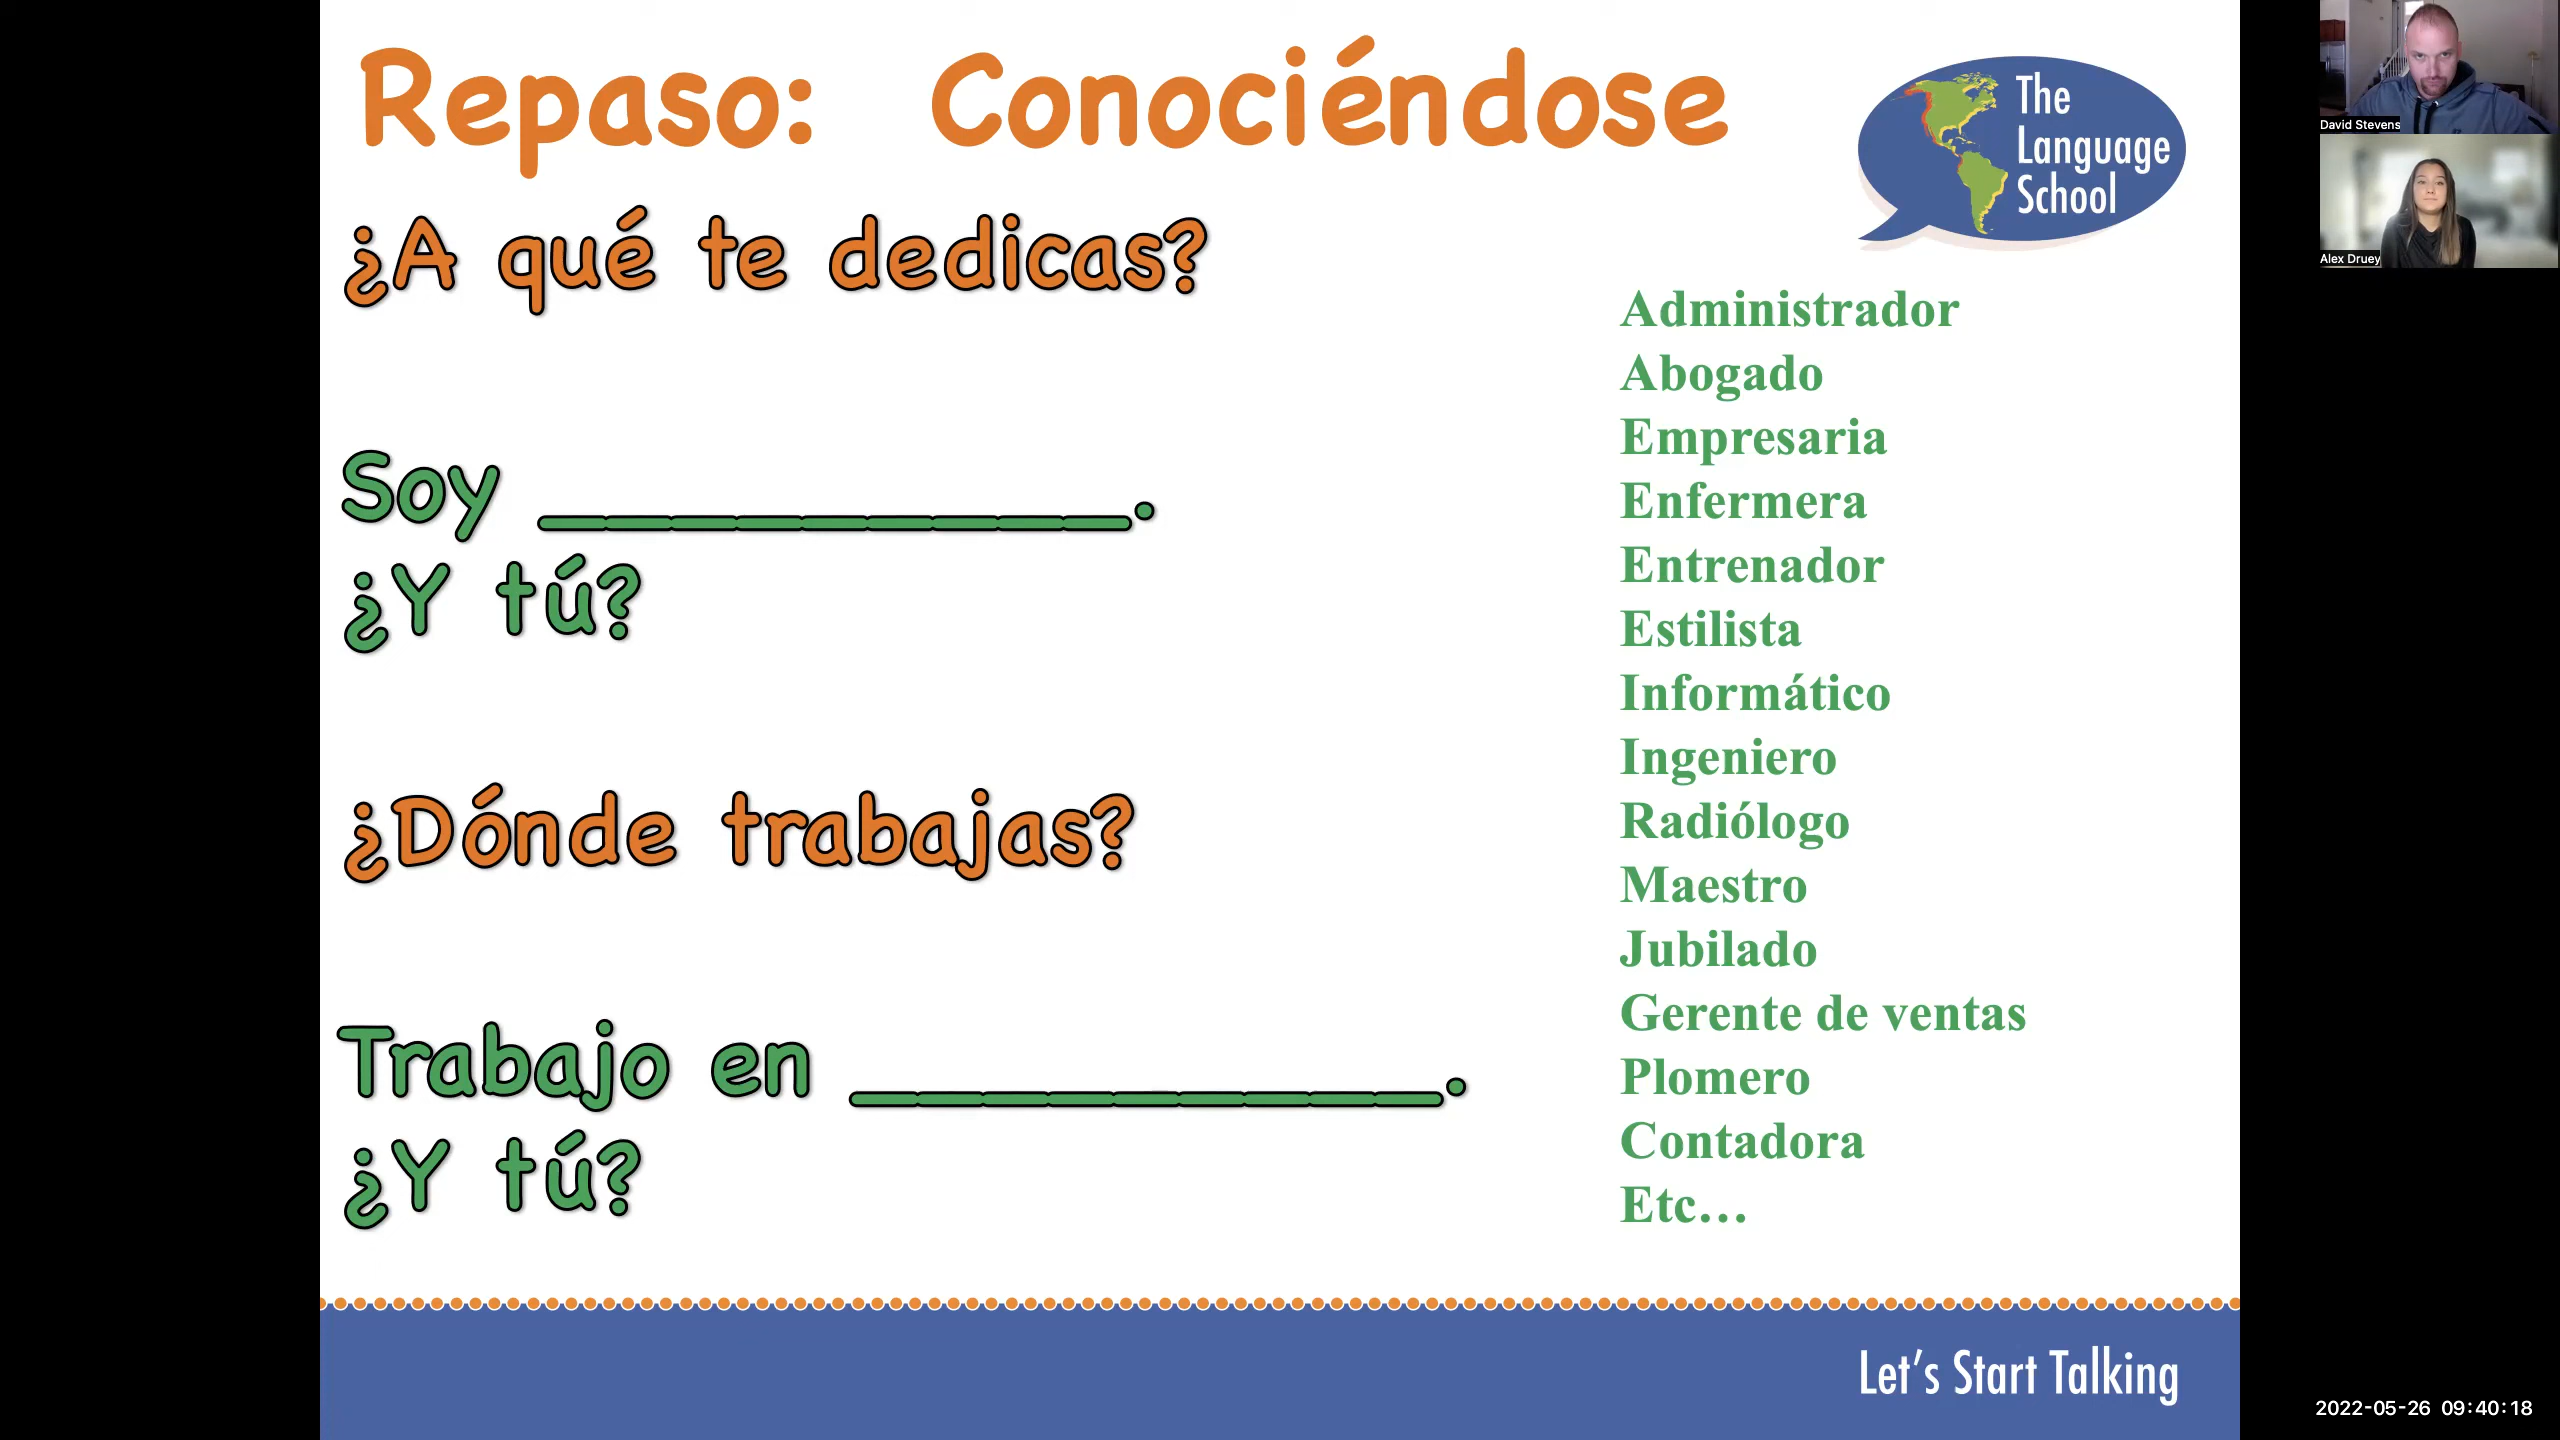 Repaso: Conociéndose
The
Language
School
¿A qué te dedicas?
Soy _________.
¿Y tú?
¿Dónde trabajas?
Trabajo en _________.
¿Y tú?
Administrador
Abogado
Empresaria
Enfermera
Entrenador
Estilista
Informático
Ingeniero
Radiólogo
Maestro
Jubilado
Gerente de ventas
Plomero
Contadora
Etc...
Let's Start Talking
David Stevens
Alex Druey
2022-05-26 09:40:18